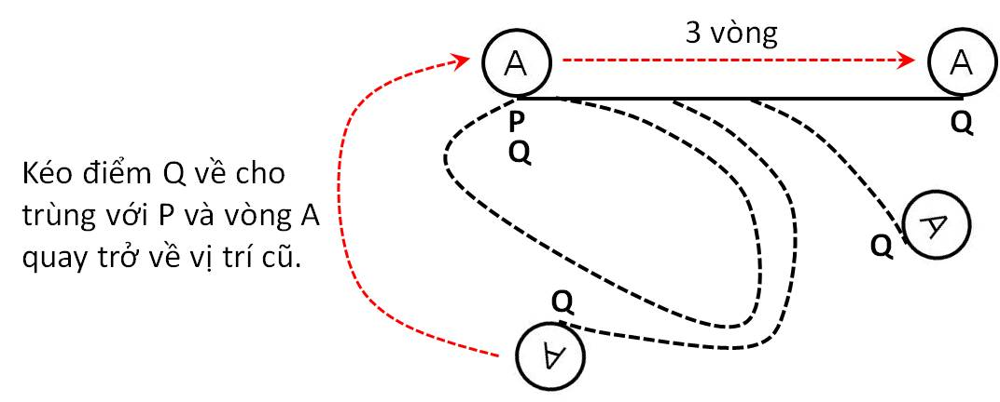 3 vòng
A
A
P
Q
Q
Kéo điểm Q về cho
trùng với P và vòng A
quay trở về vị trí cũ.
A
Q
Q
A